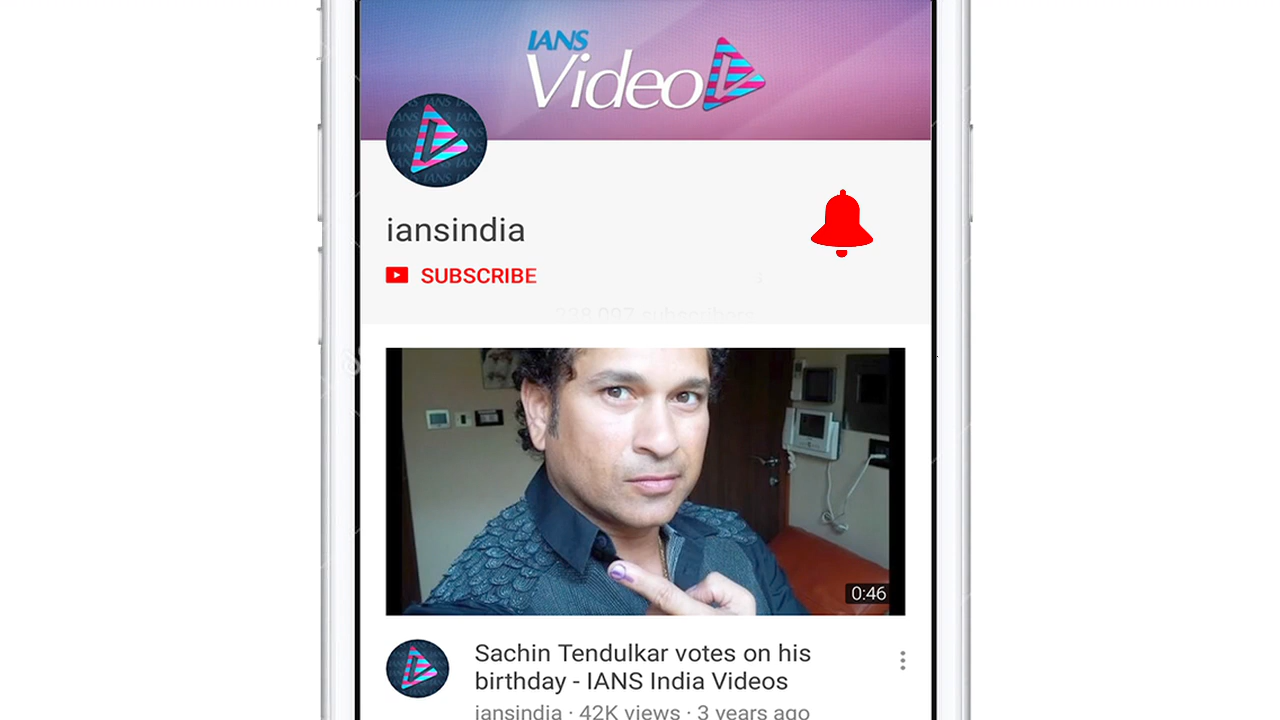 IANS
Video
iansindia
SUBSCRIBE
subscribers
0:46
Sachin Tendulkar votes on his
birthday - IANS India Videos
iansindia · 42K views · 3 years ago